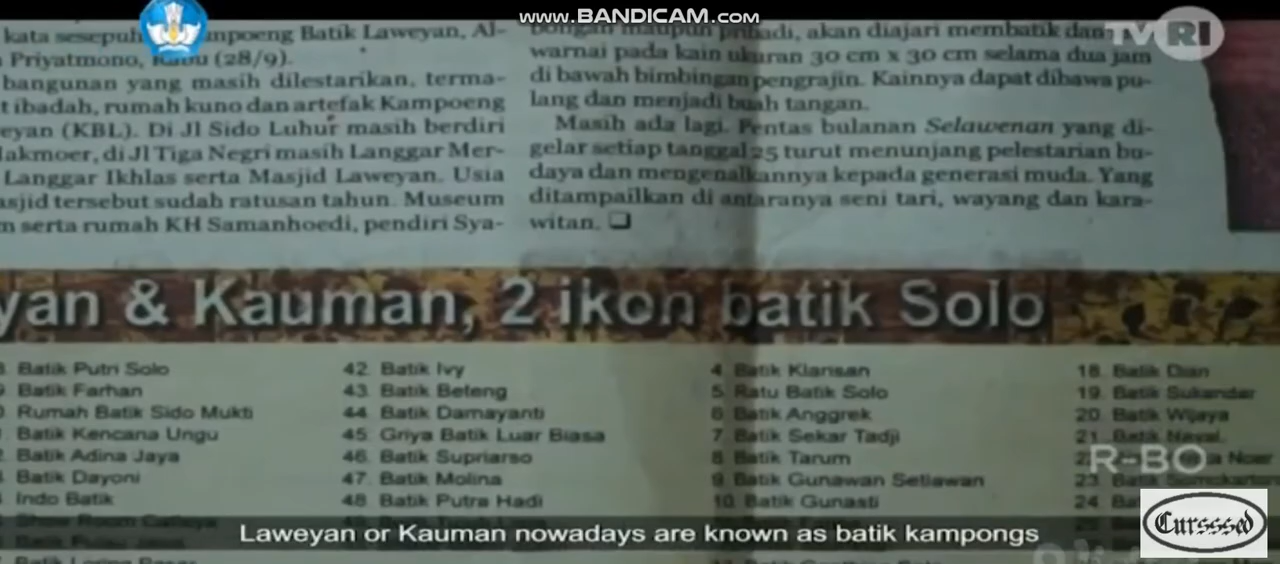 www.BANDICAM.com
TVRI
kata sesepuh Kampoeng Batik Laweyan, Al-
Priyatmono, Rabu (28/9).
bangunan yang masih dilestarikan, terma-
t ibadah, rumah kuno dan artefak Kampoeng
eyan (KBL). Di Jl Sido Luhur masih berdiri
akmoer, di Jl Tiga Negri masih Langgar Mer-
Langgar Ikhlas serta Masjid Laweyan. Usia
asjid tersebut sudah ratusan tahun. Museum
m serta rumah KH Samanhoedi, pendiri Sya-
maupun pribadi, akan diajari membatik dan
warnai pada kain ukuran 30 cm x 30 cm selama dua jam
di bawah bimbingan pengrajin. Kainnya dapat dibawa pu-
lang dan menjadi buah tangan.
Masih ada lagi. Pentas bulanan Selawenan yang di-
gelar setiap tanggal 25 turut menunjang pelestarian bu-
daya dan mengenalkannya kepada generasi muda. Yang
ditampailkan di antaranya seni tari, wayang dan kara-
witan. ❏
yan & Kauman, 2 ikon batik Solo
Batik Putri Solo
Batik Farhan
Rumah Batik Sido Mukti
Batik Kencana Ungu
Batik Adina Jaya
Batik Dayoni
Indo Batik
42. Batik Ivy
43. Batik Beteng
44. Batik Damayanti
45. Griya Batik Luar Biasa
46. Batik Supriarso
47. Batik Molina
48. Batik Putra Hadi
4. Batik Klarisan
5. Ratu Batik Solo
6. Batik Anggrek
7. Batik Sekar Tadji
8. Batik Tarum
9. Batik Gunawan Setiawan
10. Batik Gunasti
18. Batik Dian
19. Batik Sukandar
20. Batik Wijaya
21. Batik
23.
24.
R-BO
Cursssed
Laweyan or Kauman nowadays are known as batik kampongs